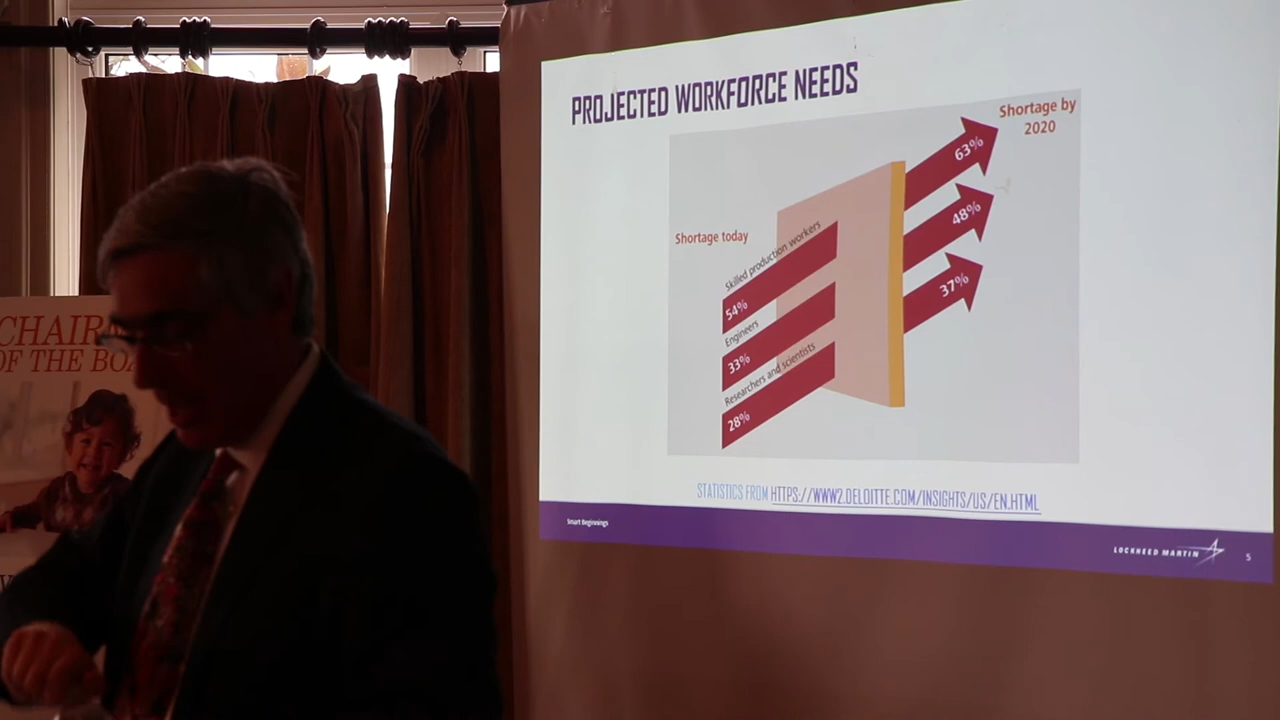 PROJECTED WORKFORCE NEEDS
Shortage by
2020
63%
48%
37%
Shortage today
Skilled production workers
54%
Engineers
33%
Researchers and scientists
28%
STATISTICS FROM HTTPS://WWW2.DELOITTE.COM/INSIGHTS/US/EN.HTML
Smart Beginnings
LOCKHEED MARTIN
5
OF THE